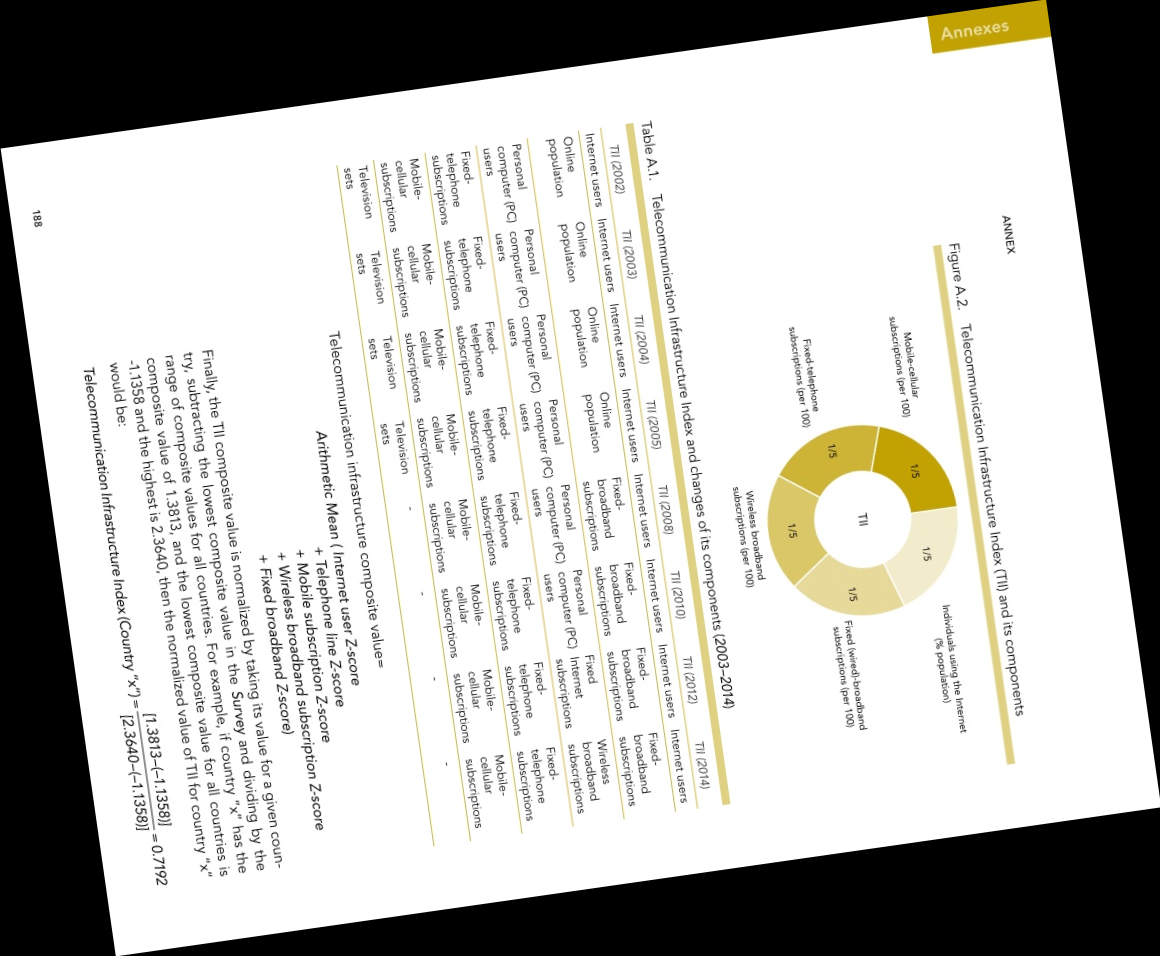 Annexes
ANNEX
Figure A.2. Telecommunication Infrastructure Index (TII) and its components
Mobile-cellular
subscriptions (per 100)
Individuals using the Internet
(% population)
1/5
1/5
TII
1/5
1/5
1/5
Fixed-telephone
subscriptions (per 100)
Fixed (wired)-broadband
subscriptions (per 100)
Wireless broadband
subscriptions (per 100)
Table A.1. Telecommunication Infrastructure Index and changes of its components (2003–2014)
TII (2002) TII (2003) TII (2004) TII (2005) TII (2008) TII (2010) TII (2012) TII (2014)
Internet users Internet users Internet users Internet users Internet users Internet users Internet users Internet users
Online Online Online Online Fixed- Fixed- Fixed- Fixed-
population population population population broadband broadband broadband broadband
subscriptions subscriptions subscriptions subscriptions
Personal Personal Personal Personal Personal Personal Fixed Wireless
computer (PC) computer (PC) computer (PC) computer (PC) computer (PC) computer (PC) Internet broadband
users users users users users users subscriptions subscriptions
Fixed- Fixed- Fixed- Fixed- Fixed- Fixed- Fixed- Fixed-
telephone telephone telephone telephone telephone telephone telephone telephone
subscriptions subscriptions subscriptions subscriptions subscriptions subscriptions subscriptions subscriptions
Mobile- Mobile- Mobile- Mobile- Mobile- Mobile- Mobile- Mobile-
cellular cellular cellular cellular cellular cellular cellular cellular
subscriptions subscriptions subscriptions subscriptions subscriptions subscriptions subscriptions subscriptions
Television Television Television Television - - - -
sets sets sets sets
Telecommunication infrastructure composite value=
Arithmetic Mean ( Internet user Z-score
+ Telephone line Z-score
+ Mobile subscription Z-score
+ Wireless broadband subscription Z-score
+ Fixed broadband Z-score)
Finally, the TII composite value is normalized by taking its value for a given coun-
try, subtracting the lowest composite value in the Survey and dividing by the
range of composite values for all countries. For example, if country “x” has the
composite value of 1.3813, and the lowest composite value for all countries is
-1.1358 and the highest is 2.3640, then the normalized value of TII for country “x”
would be:
Telecommunication Infrastructure Index (Country “x”) = [1.3813–(–1.1358)] / [2.3640–(–1.1358)] = 0.7192
188